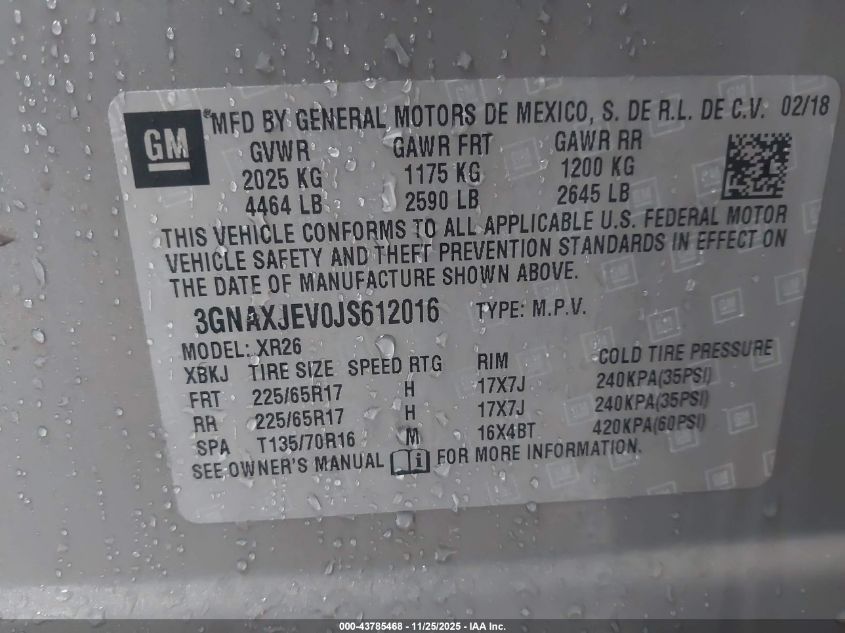 GM
MFD BY GENERAL MOTORS DE MEXICO, S. DE R.L. DE C.V. 02/18
GVWR GAWR FRT GAWR RR
2025 KG 1175 KG 1200 KG
4464 LB 2590 LB 2645 LB
THIS VEHICLE CONFORMS TO ALL APPLICABLE U.S. FEDERAL MOTOR
VEHICLE SAFETY AND THEFT PREVENTION STANDARDS IN EFFECT ON
THE DATE OF MANUFACTURE SHOWN ABOVE.
3GNAXJEV0JS612016 TYPE: M.P.V.
MODEL: XR26
XBKJ TIRE SIZE SPEED RTG RIM COLD TIRE PRESSURE
FRT 225/65R17 H 17X7J 240KPA(35PSI)
RR 225/65R17 H 17X7J 240KPA(35PSI)
SPA T135/70R16 M 16X4BT 420KPA(60PSI)
SEE OWNER'S MANUAL FOR MORE INFORMATION.
000-43785468 - 11/25/2025 - IAA Inc.